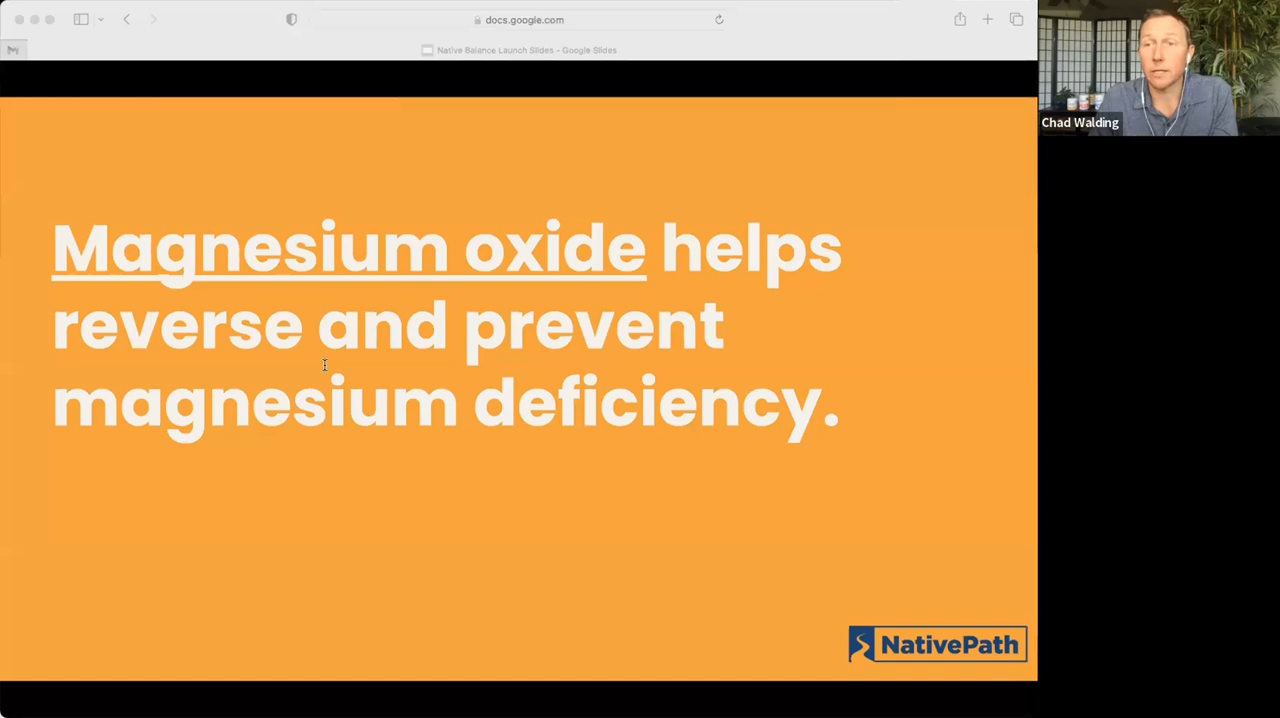 docs.google.com
Native Balance Launch Slides – Google Slides
Chad Walding
Magnesium oxide helps
reverse and prevent
magnesium deficiency.
NativePath